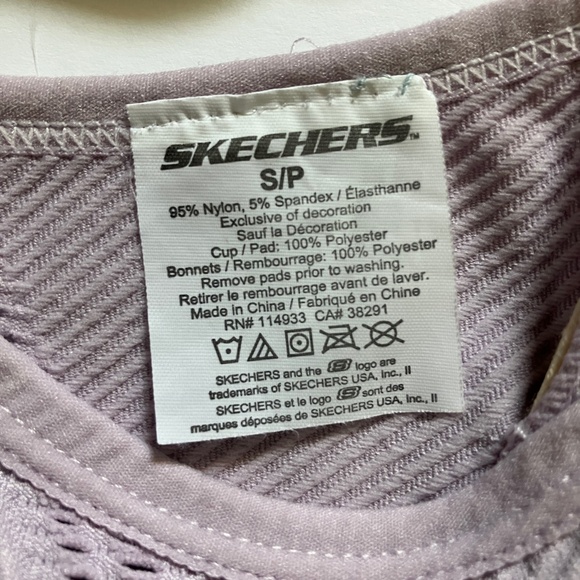 SKECHERS™
S/P
95% Nylon, 5% Spandex / Élasthanne
Exclusive of decoration
Sauf la Décoration
Cup / Pad: 100% Polyester
Bonnets / Rembourrage: 100% Polyester
Remove pads prior to washing.
Retirer le rembourrage avant de laver.
Made in China / Fabriqué en Chine
RN# 114933 CA# 38291
SKECHERS and the S logo are
trademarks of SKECHERS USA, Inc., II
SKECHERS et le logo S sont des
marques déposées de SKECHERS USA, Inc., II